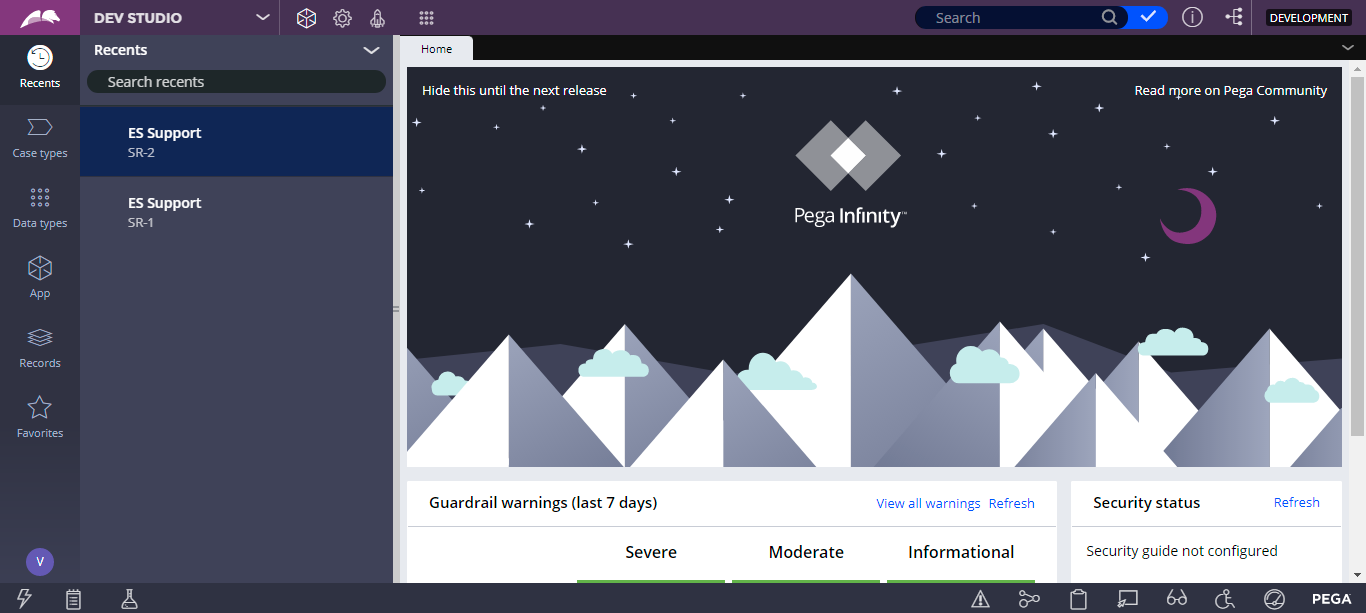 DEV STUDIO
Search
DEVELOPMENT
Recents
Search recents
ES Support
SR-2
ES Support
SR-1
Recents
Case types
Data types
App
Records
Favorites
V
Home
Hide this until the next release
Read more on Pega Community
Pega Infinity™
Guardrail warnings (last 7 days)
View all warnings Refresh
Severe Moderate Informational
Security status
Refresh
Security guide not configured
PEGA